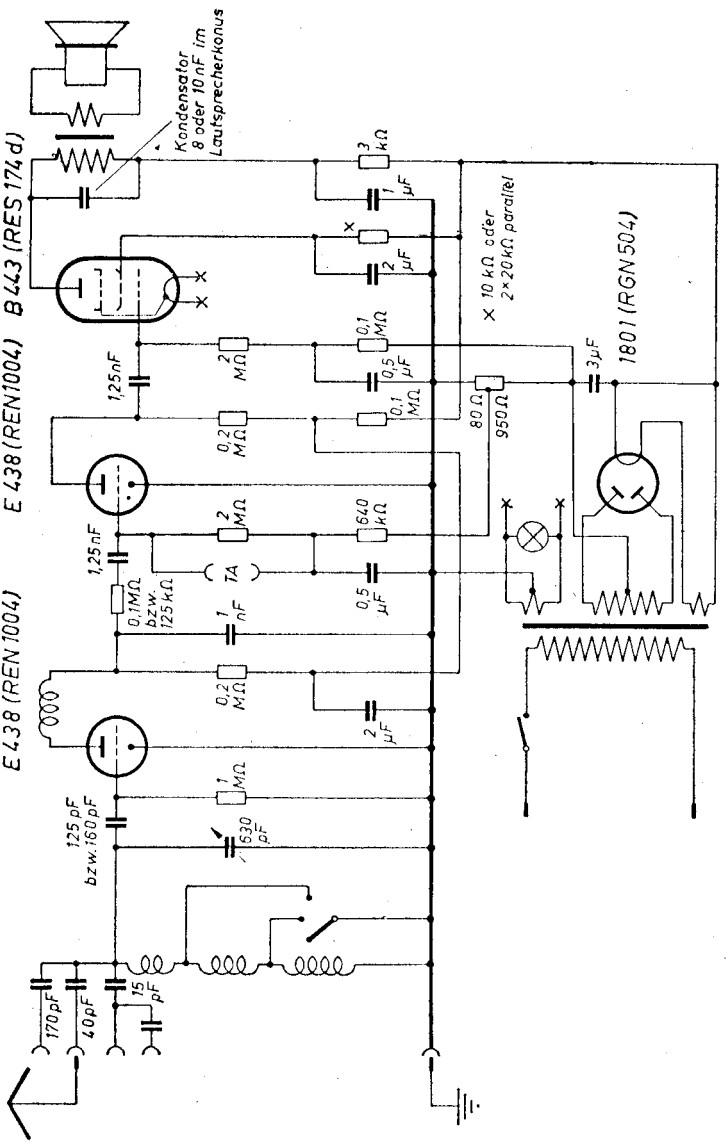 E 438 (REN 1004)
E 438 (REN1004)
B 443 (RES 174 d)
Kondensator
8 oder 10 nF im
Lautsprecherkonus
170 pF
40 pF
15
pF
125 pF
bzw. 160 pF
630
pF
1
MΩ
0,2
MΩ
2
µF
0,1 MΩ
bzw.
125 kΩ
1
nF
1,25 nF
TA
2
MΩ
0,5
µF
640
kΩ
0,2
MΩ
0,1
MΩ
1,25 nF
2
MΩ
0,5
µF
0,1
MΩ
2
µF
x
1
µF
3
kΩ
x
x
x 10 kΩ oder
2×20 kΩ parallel
80 Ω
950 Ω
3 µF
1801 (RGN 504)
x
x